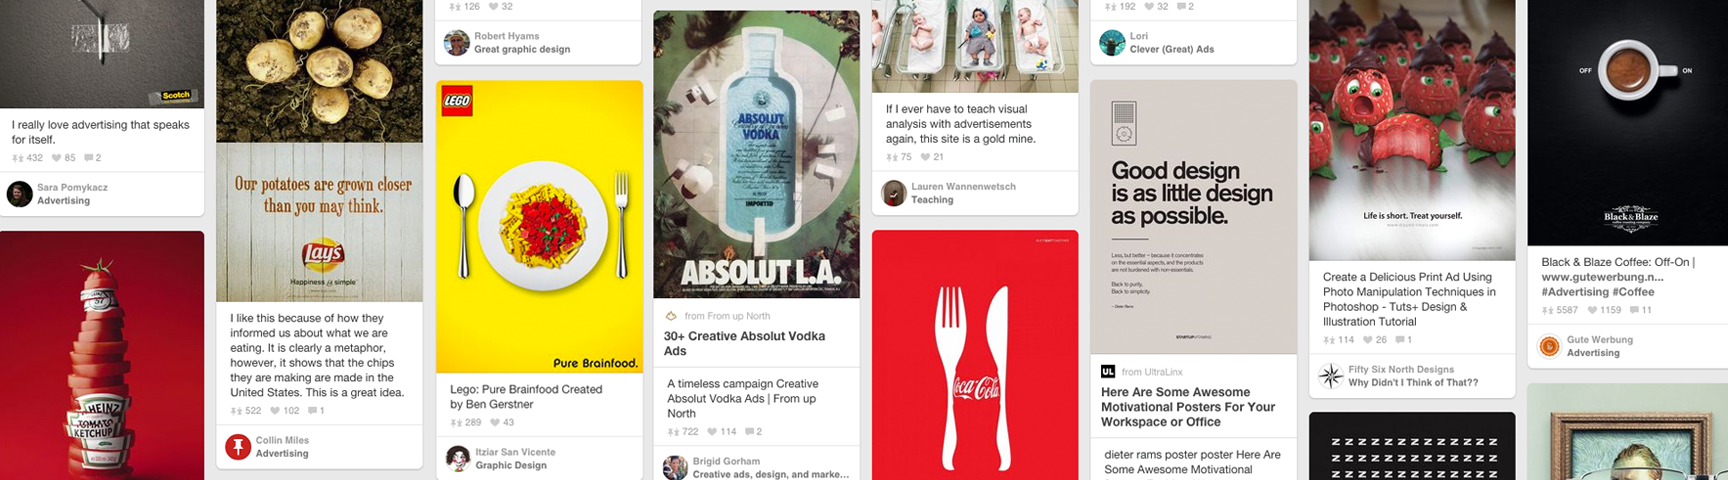 Scotch
I really love advertising that speaks
for itself.
432 85 2
Sara Pomykacz
Advertising
57
HEINZ
TOMATO
KETCHUP
Our potatoes are grown closer
than you may think.
Lay's
Happiness is simple
I like this because of how they
informed us about what we are
eating. It is clearly a metaphor,
however, it shows that the chips
they are making are made in the
United States. This is a great idea.
522 102 1
Collin Miles
Advertising
126 32
Robert Hyams
Great graphic design
LEGO
Pure Brainfood.
Lego: Pure Brainfood Created
by Ben Gerstner
289 43
Itziar San Vicente
Graphic Design
ABSOLUT
VODKA
IMPORTED
ABSOLUT L.A.
from From up North
30+ Creative Absolut Vodka
Ads
A timeless campaign Creative
Absolut Vodka Ads | From up
North
722 114 2
Brigid Gorham
Creative ads, design, and marke...
If I ever have to teach visual
analysis with advertisements
again, this site is a gold mine.
75 21
Lauren Wannenwetsch
Teaching
Coca-Cola
192 32 2
Lori
Clever (Great) Ads
Good design
is as little design
as possible.
Less, but better – because it concentrates
on the essential aspects, and the products
are not burdened with non-essentials.
Back to purity,
Back to simplicity.
– Dieter Rams
STARTUPVITAMINS
UL from UltraLinx
Here Are Some Awesome
Motivational Posters For Your
Workspace or Office
dieter rams poster poster Here Are
Some Awesome Motivational
Life is short. Treat yourself.
Create a Delicious Print Ad Using
Photo Manipulation Techniques in
Photoshop - Tuts+ Design &
Illustration Tutorial
114 26 1
Fifty Six North Designs
Why Didn't I Think of That??
N N N N N N N N N N N N N
N N N N N N N N N N N N N
N N N N N N N N N N N N N
OFF ON
Black&Blaze
Black & Blaze Coffee: Off-On |
www.gutewerbung.n...
#Advertising #Coffee
5587 1159 11
Gute Werbung
Advertising